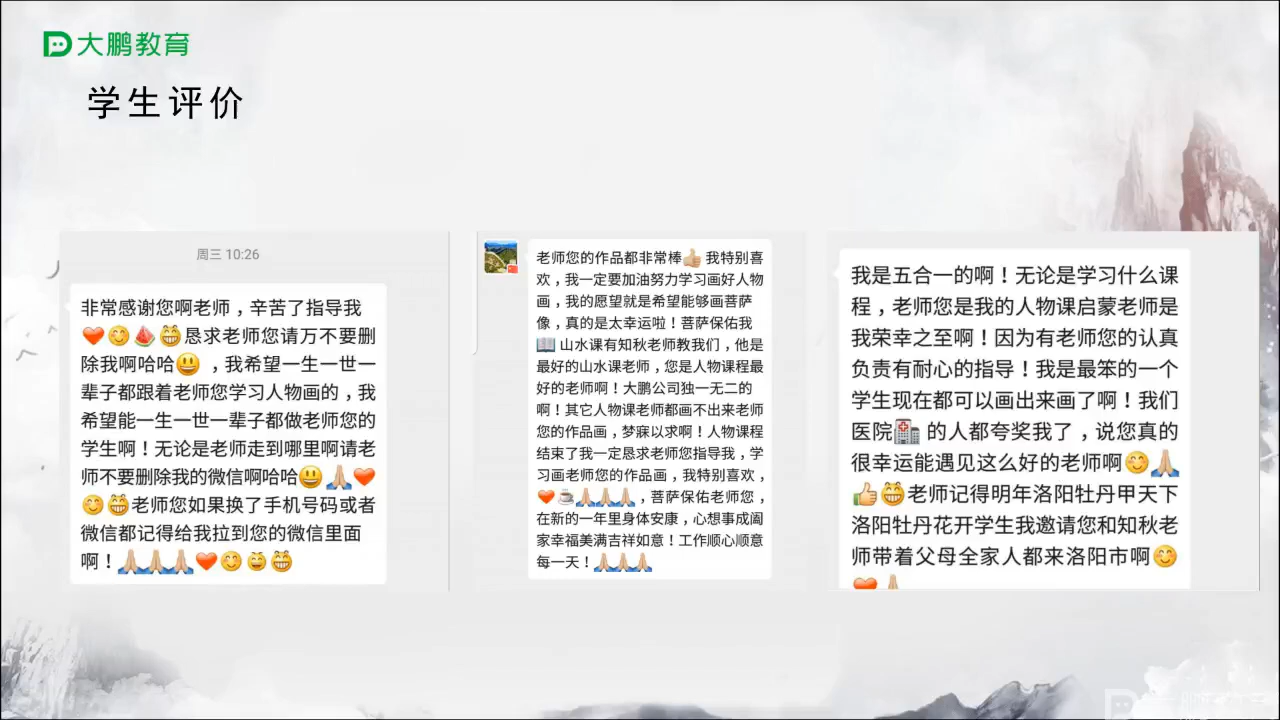 大鹏教育
学生评价
周三 10:26
非常感谢您啊老师，辛苦了指导我
❤️😊🍉😁恳求老师您请万不要删
除我啊哈哈😃 ，我希望一生一世一
辈子都跟着老师您学习人物画的，我
希望能一生一世一辈子都做老师您的
学生啊！无论是老师走到哪里啊请老
师不要删除我的微信啊哈哈😃🙏❤️
😊😁老师您如果换了手机号码或者
微信都记得给我拉到您的微信里面
啊！🙏🙏🙏❤️😊😄😁
老师您的作品都非常棒👍 我特别喜
欢，我一定要加油努力学习画好人物
画，我的愿望就是希望能够画菩萨
像，真的是太幸运啦！菩萨保佑我
📖 山水课有知秋老师教我们，他是
最好的山水课老师，您是人物课程最
好的老师啊！大鹏公司独一无二的
啊！其它人物课老师都画不出来老师
您的作品画，梦寐以求啊！人物课程
结束了我一定恳求老师您指导我，学
习画老师您的作品画，我特别喜欢，
❤️☕🙏🙏🙏，菩萨保佑老师您，
在新的一年里身体安康，心想事成阖
家幸福美满吉祥如意！工作顺心顺意
每一天！🙏🙏🙏
我是五合一的啊！无论是学习什么课
程，老师您是我的人物课启蒙老师是
我荣幸之至啊！因为有老师您的认真
负责有耐心的指导！我是最笨的一个
学生现在都可以画出来画了啊！我们
医院🏥 的人都夸奖我了，说您真的
很幸运能遇见这么好的老师啊😊🙏
👍😁老师记得明年洛阳牡丹甲天下
洛阳牡丹花开学生我邀请您和知秋老
师带着父母全家人都来洛阳市啊😊
❤️🙏